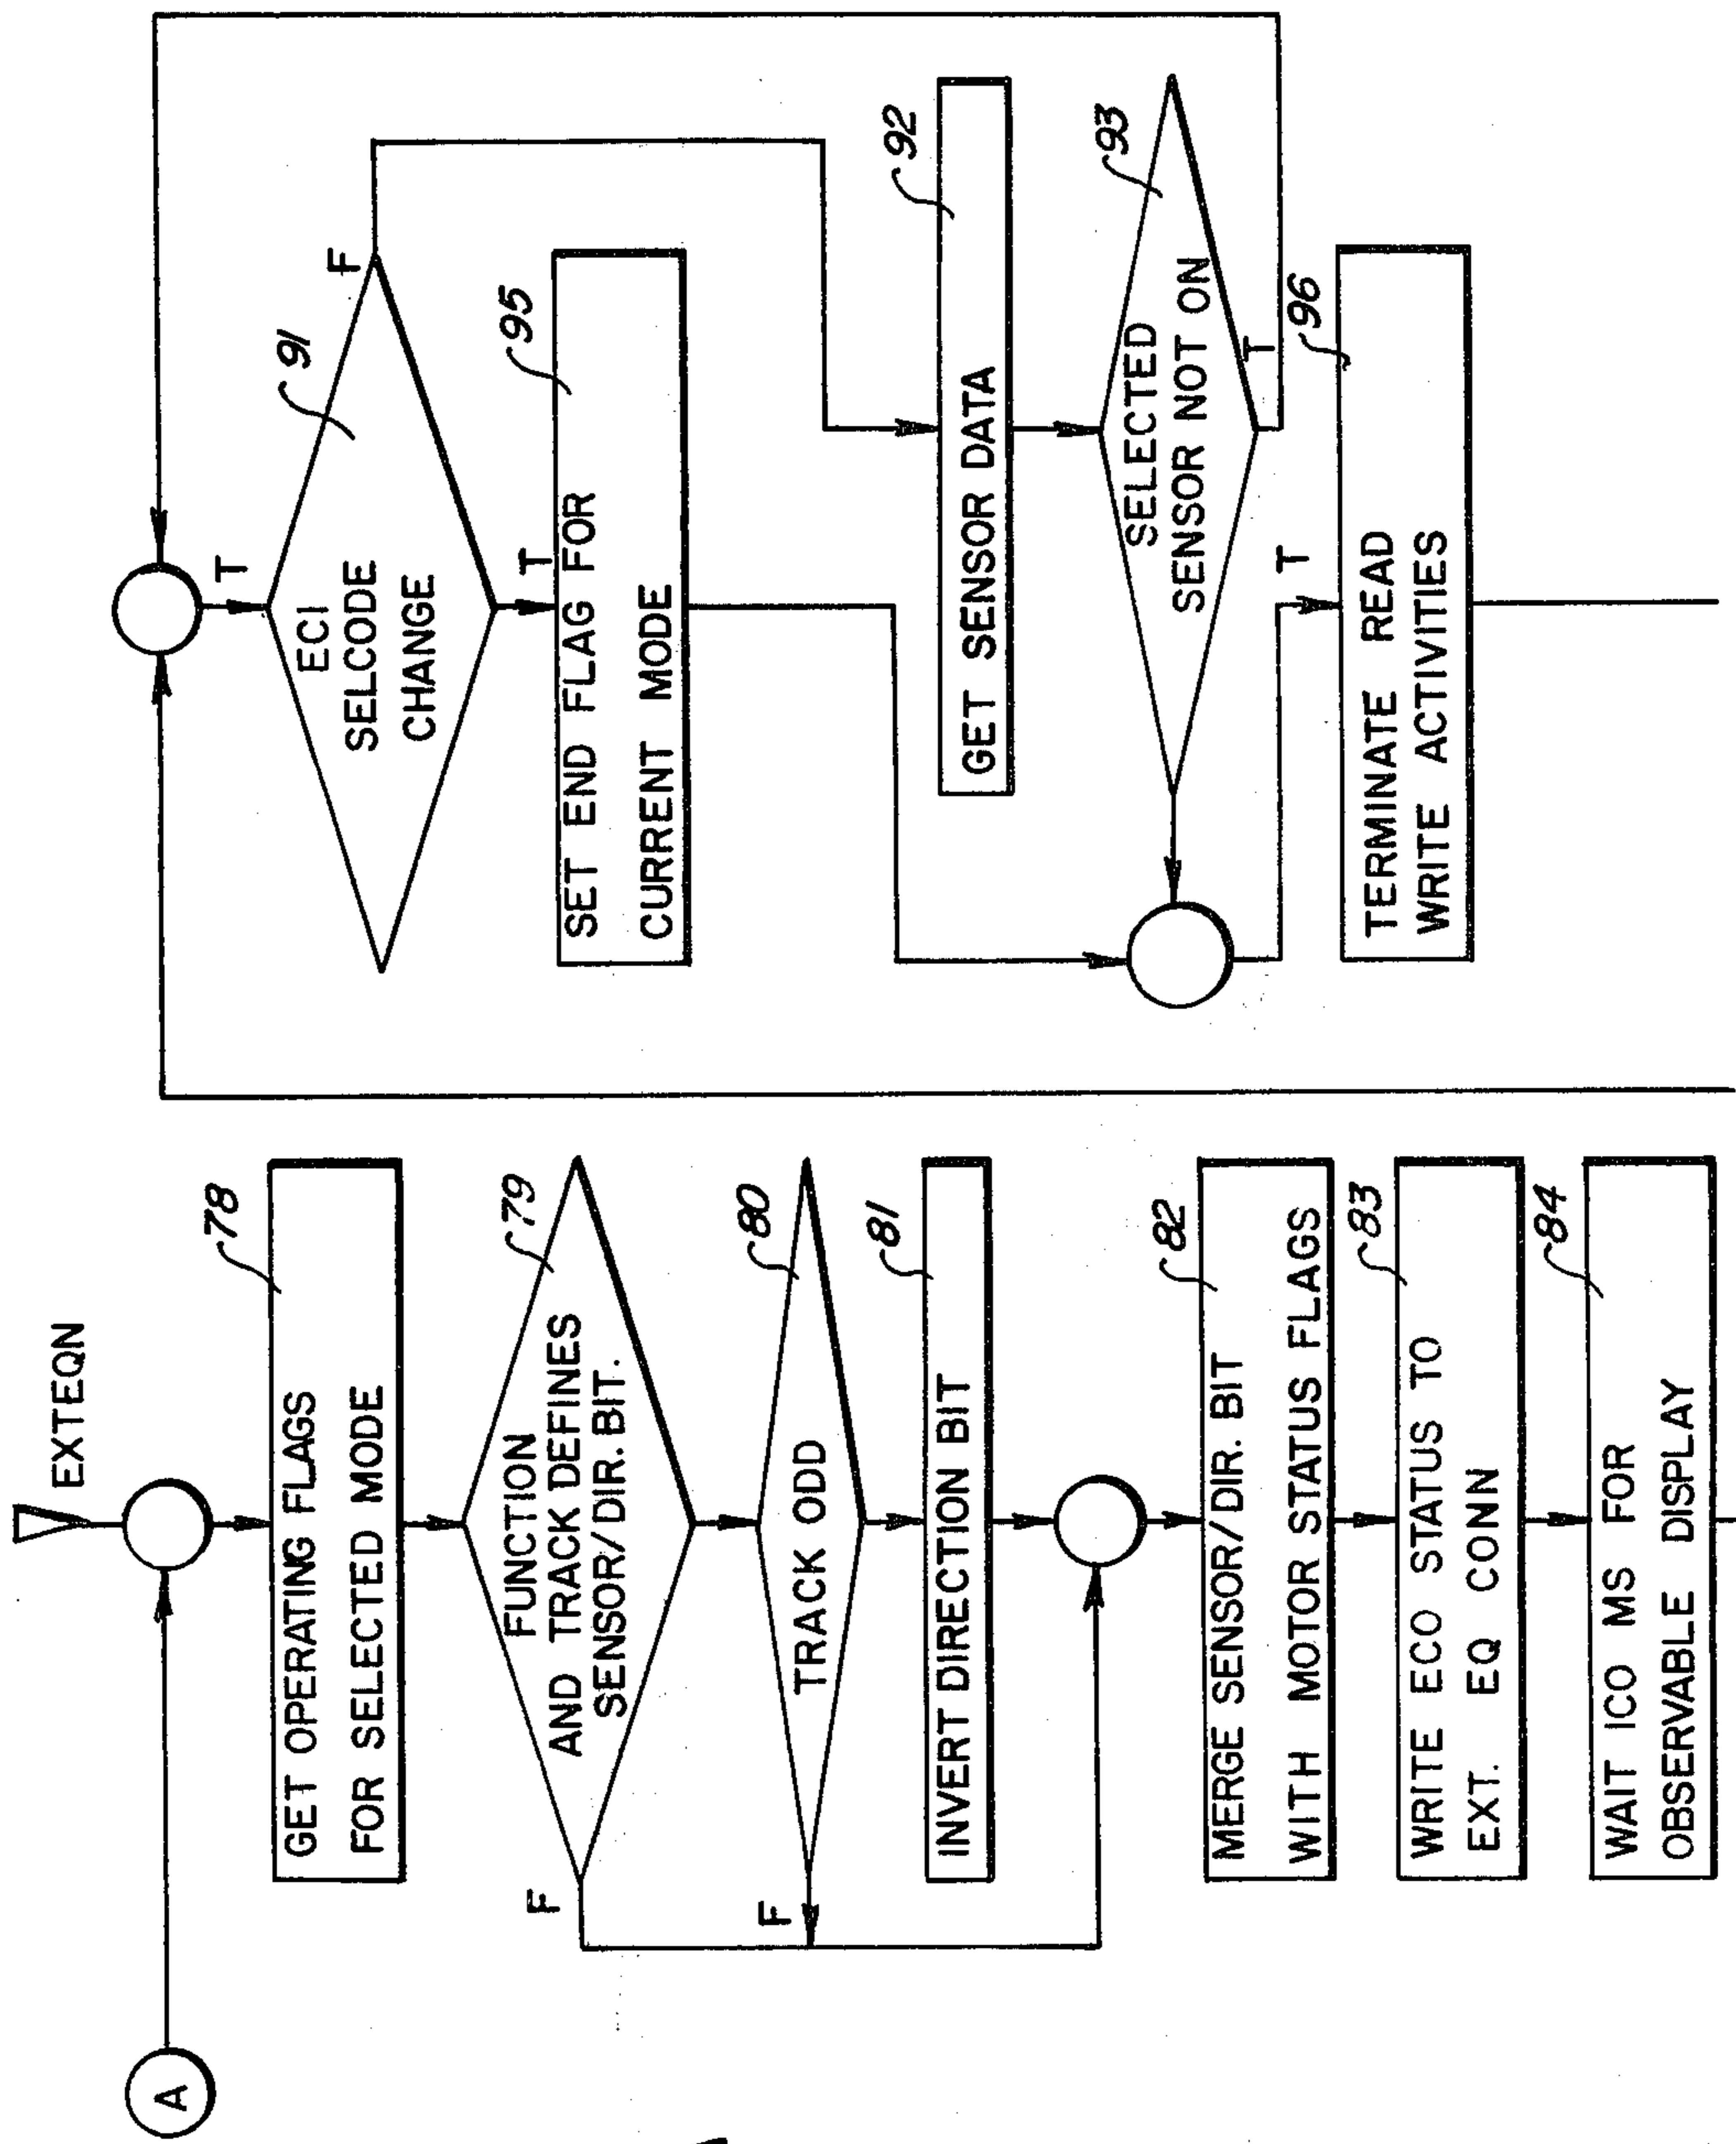 A
EXTEQN
GET OPERATING FLAGS
FOR SELECTED MODE
78
FUNCTION
AND TRACK DEFINES
SENSOR/DIR. BIT.
79
F
TRACK ODD
80
F
INVERT DIRECTION BIT
81
MERGE SENSOR/DIR. BIT
WITH MOTOR STATUS FLAGS
82
WRITE ECO STATUS TO
EXT. EQ CONN
83
WAIT ICO MS FOR
OBSERVABLE DISPLAY
84
T
ECI
SELCODE
CHANGE
91
F
T
SET END FLAG FOR
CURRENT MODE
95
GET SENSOR DATA
92
SELECTED
SENSOR NOT ON
93
T
T
TERMINATE READ
WRITE ACTIVITIES
96